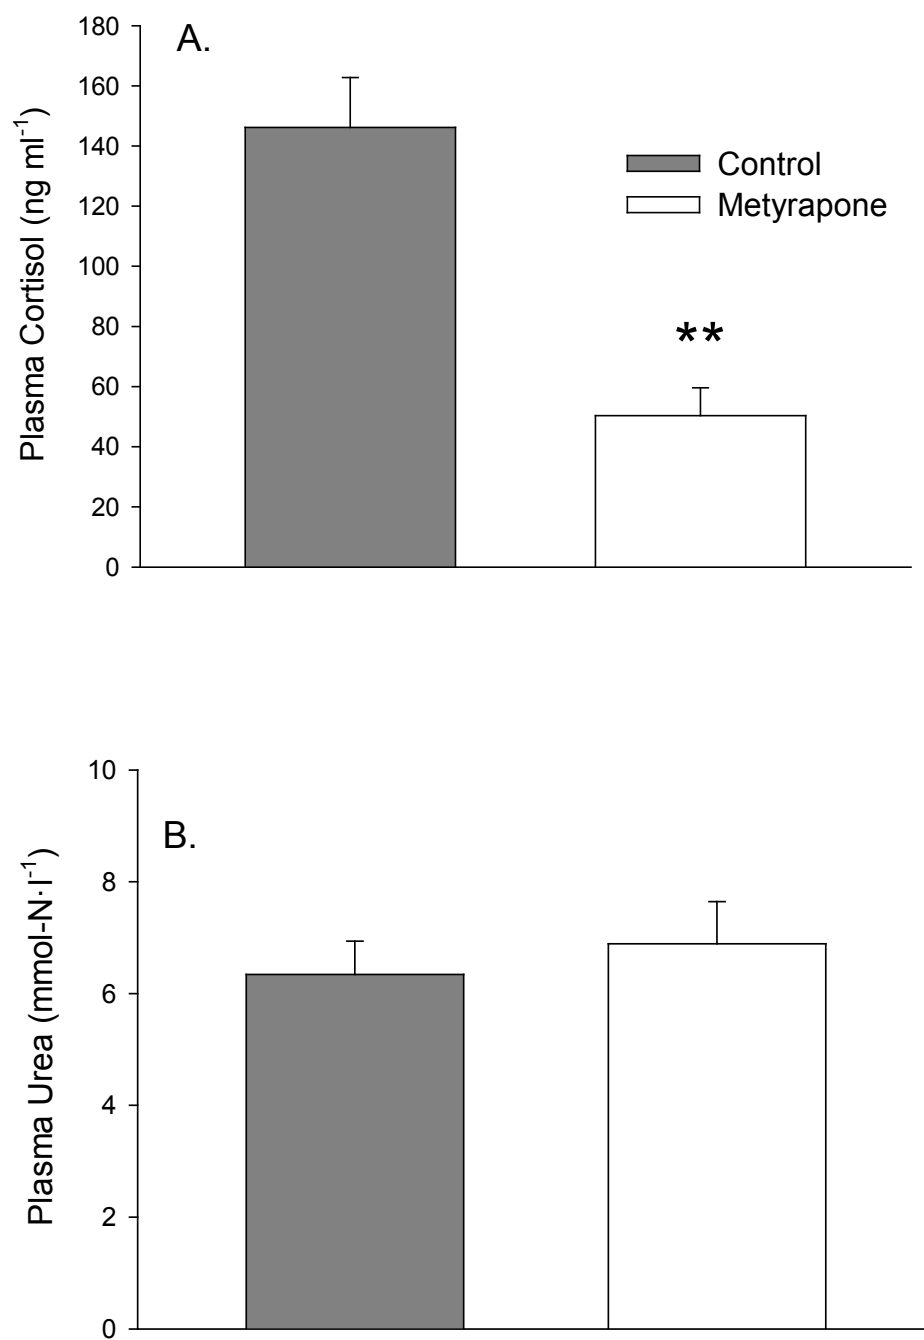 A.
Plasma Cortisol (ng ml⁻¹)
180
160
140
120
100
80
60
40
20
0
Control
Metyrapone
**
B.
Plasma Urea (mmol-N·l⁻¹)
10
8
6
4
2
0